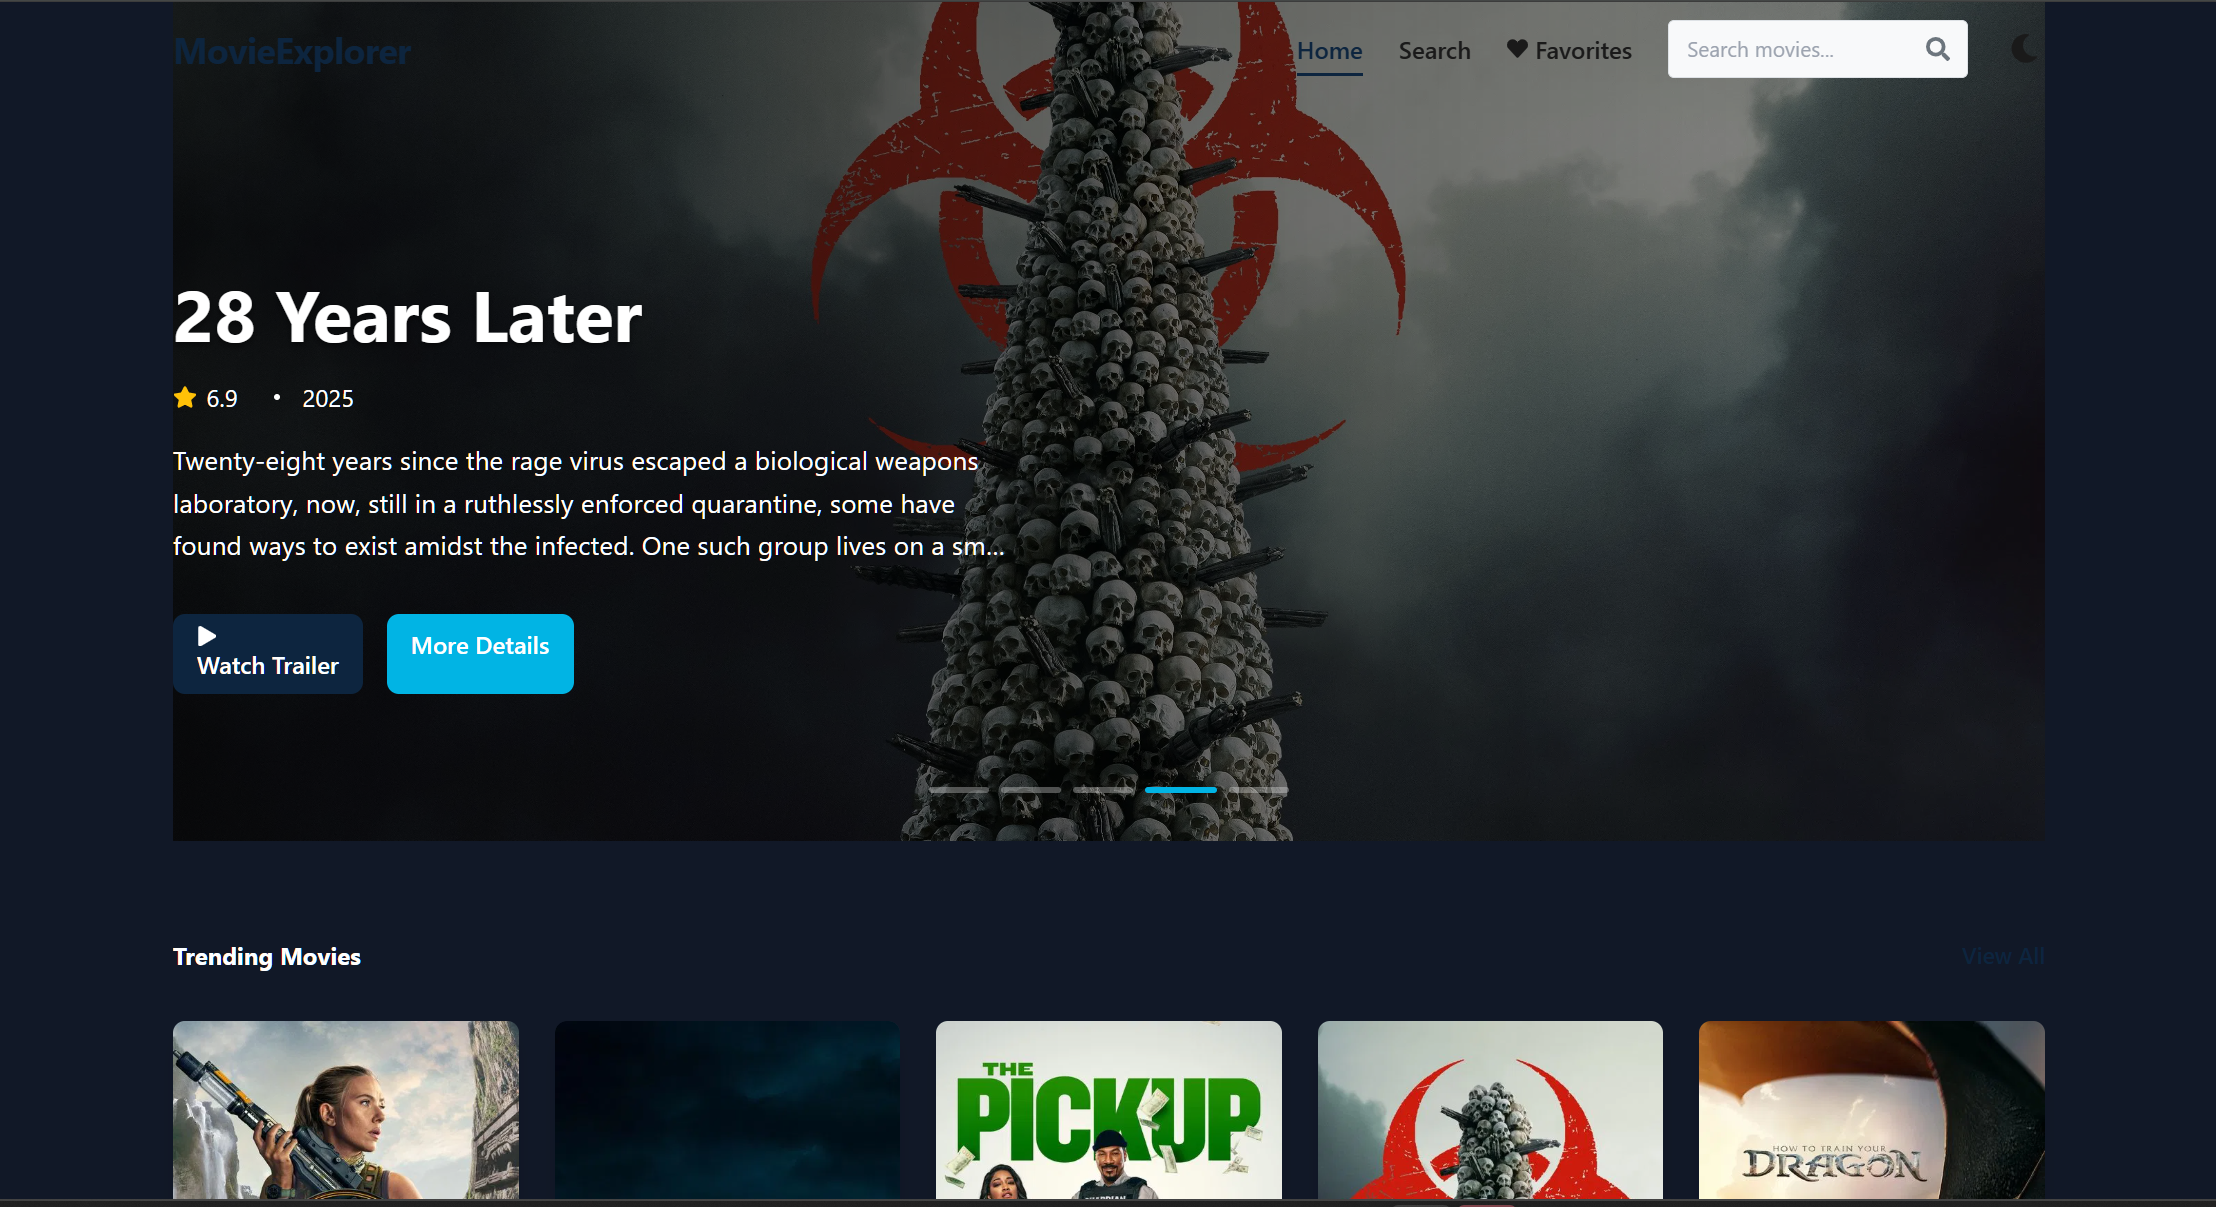 MovieExplorer
Home
Search
Favorites
Search movies...
28 Years Later
6.9 • 2025
Twenty-eight years since the rage virus escaped a biological weapons
laboratory, now, still in a ruthlessly enforced quarantine, some have
found ways to exist amidst the infected. One such group lives on a sm...
Watch Trailer
More Details
Trending Movies
View All
THE
PICKUP
HOW TO TRAIN YOUR
DRAGON